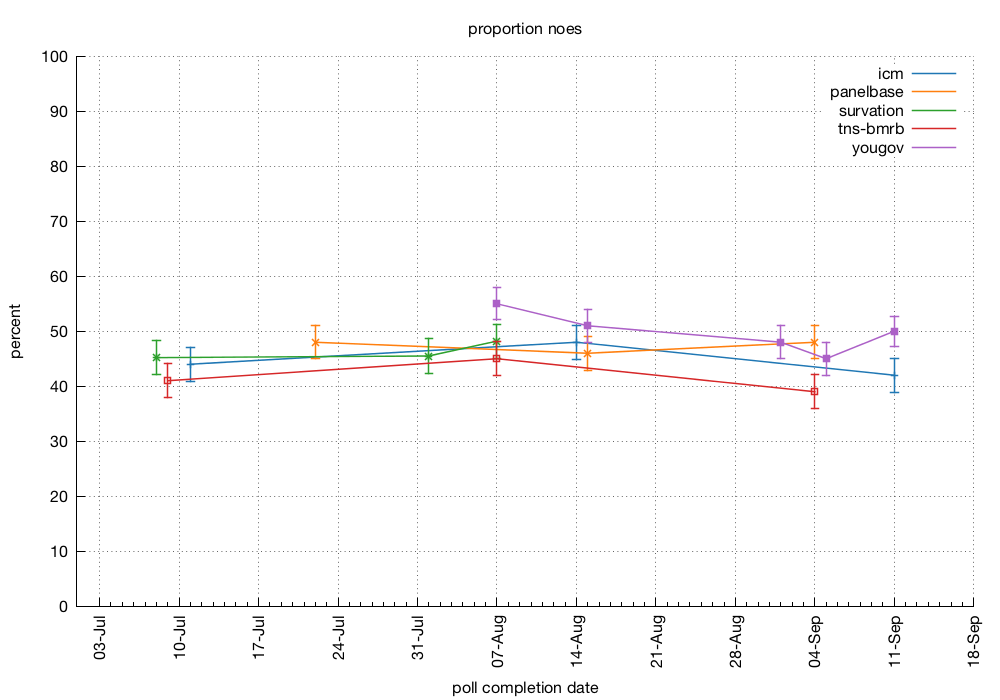 proportion noes
icm
panelbase
survation
tns-bmrb
yougov
100
90
80
70
60
50
40
30
20
10
0
percent
03-Jul
10-Jul
17-Jul
24-Jul
31-Jul
07-Aug
14-Aug
21-Aug
28-Aug
04-Sep
11-Sep
18-Sep
poll completion date